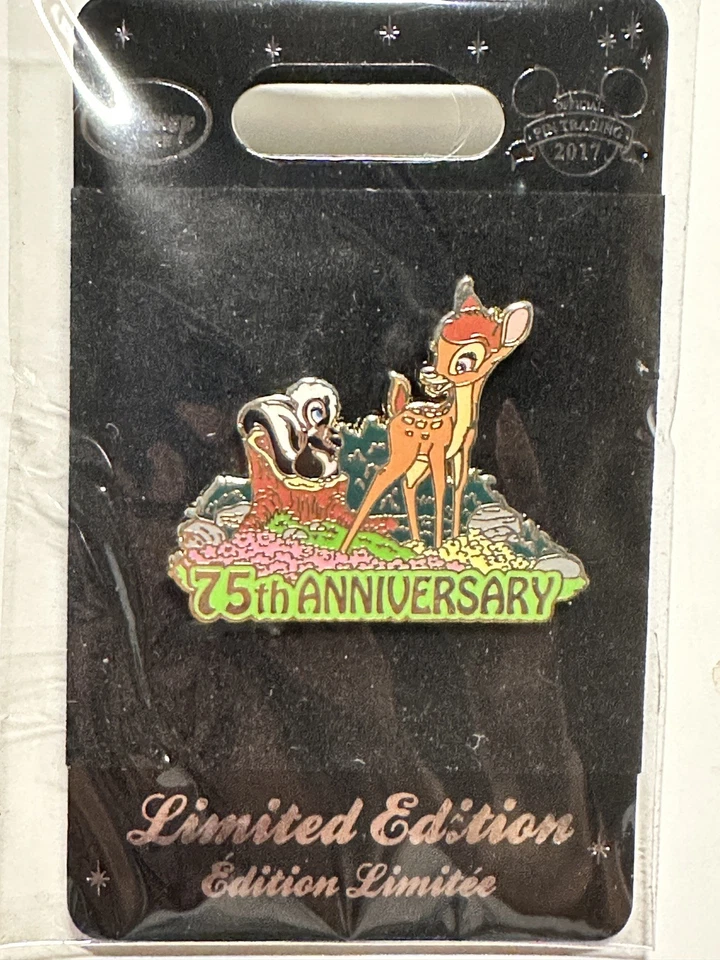 Disney
OFFICIAL
PIN TRADING
2017
75th ANNIVERSARY
Limited Edition
Édition Limitée